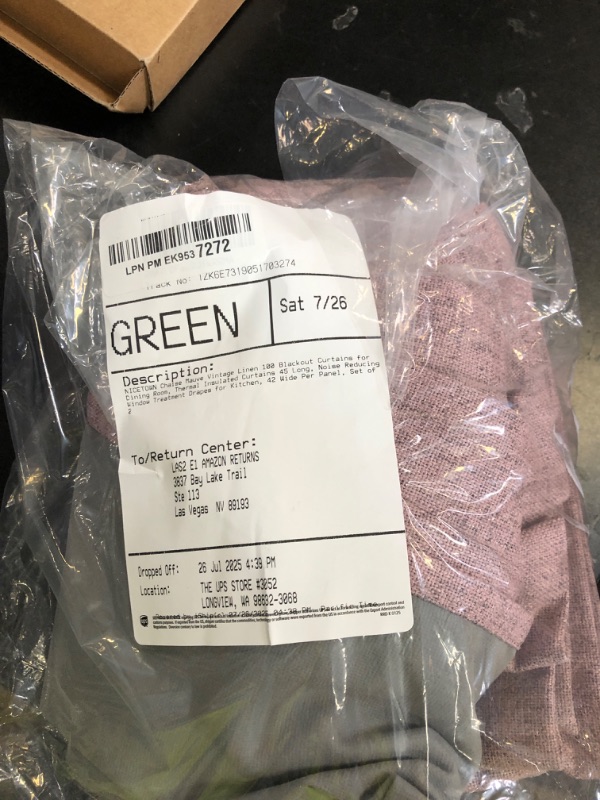 LPN PM EK9537272
Track No: 1ZK6E7319051703274
GREEN
Sat 7/26
Description:
NICETOWN Chaise Mauve Vintage Linen 100 Blackout Curtains for
Dining Room, Thermal Insulated Curtains 45 Long, Noise Reducing
Window Treatment Drapes for Kitchen, 42 Wide Per Panel, Set of
2
To/Return Center:
LAS2 E1 AMAZON RETURNS
3837 Bay Lake Trail
Ste 113
Las Vegas NV 89193
Dropped Off: 26 Jul 2025 4:39 PM
Location: THE UPS STORE #3052
LONGVIEW, WA 98632-3068